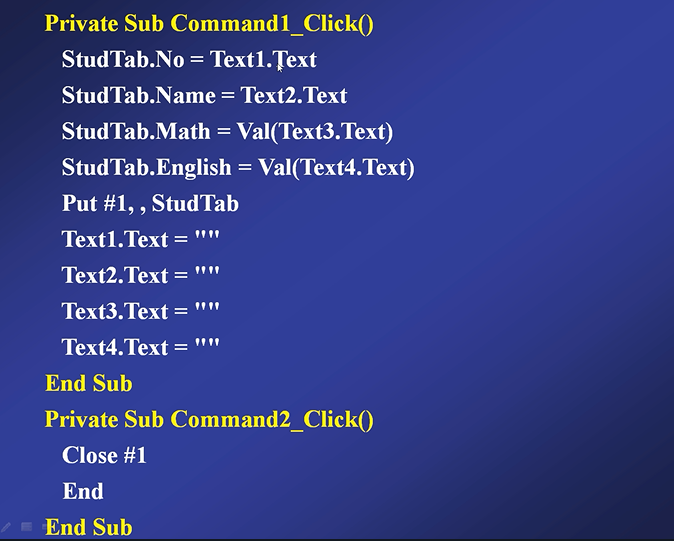 Private Sub Command1_Click()
StudTab.No = Text1.Text
StudTab.Name = Text2.Text
StudTab.Math = Val(Text3.Text)
StudTab.English = Val(Text4.Text)
Put #1, , StudTab
Text1.Text = ""
Text2.Text = ""
Text3.Text = ""
Text4.Text = ""
End Sub
Private Sub Command2_Click()
Close #1
End
End Sub